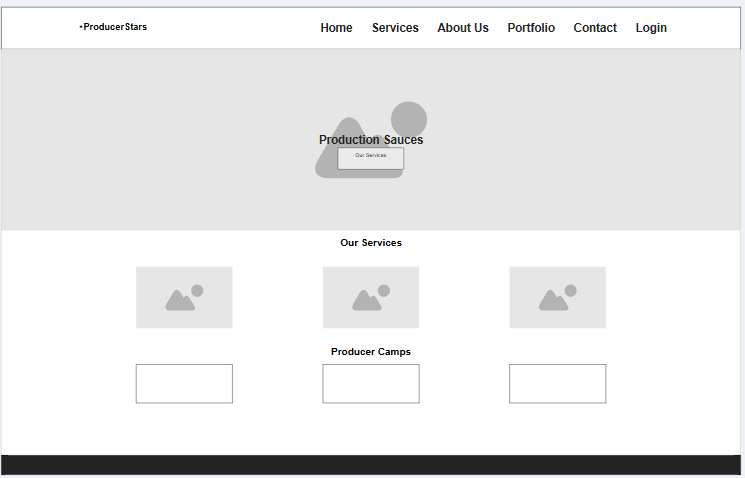 *ProducerStars
Home Services About Us Portfolio Contact Login
Production Sauces
Our Services
Our Services
Producer Camps